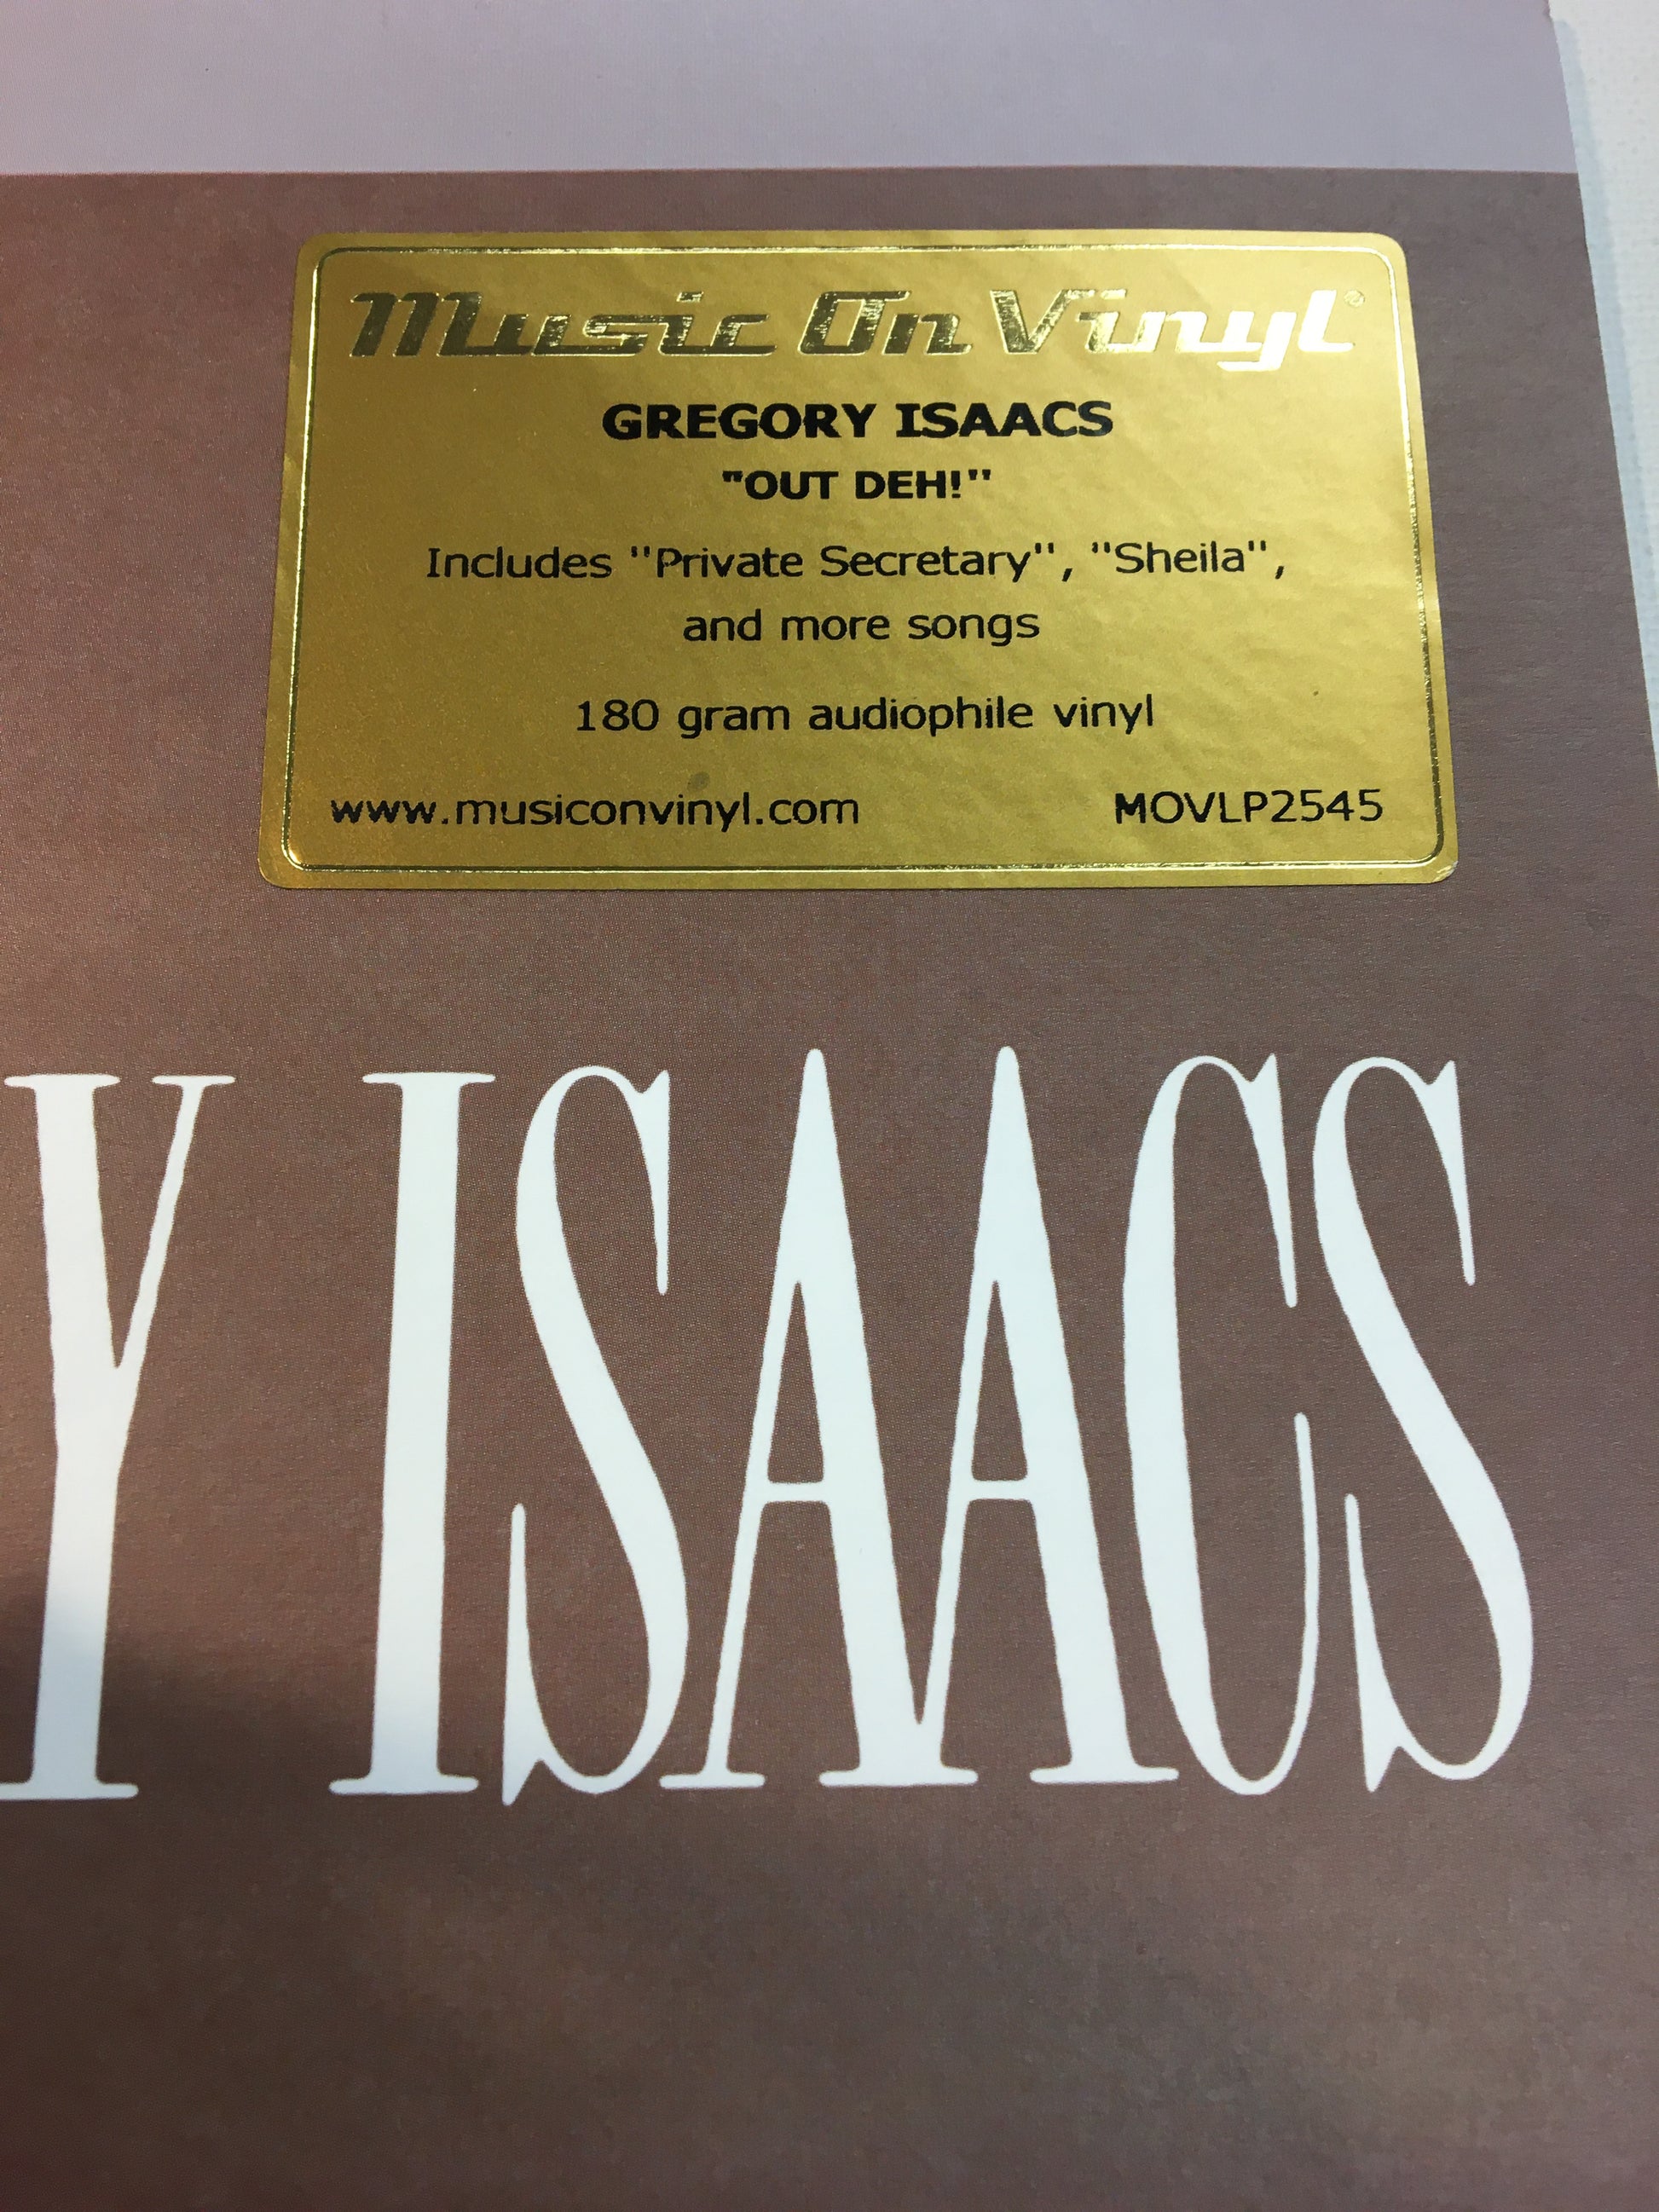 Music On Vinyl®
GREGORY ISAACS
"OUT DEH!"
Includes "Private Secretary", "Sheila",
and more songs
180 gram audiophile vinyl
www.musiconvinyl.com MOVLP2545
Y ISAACS